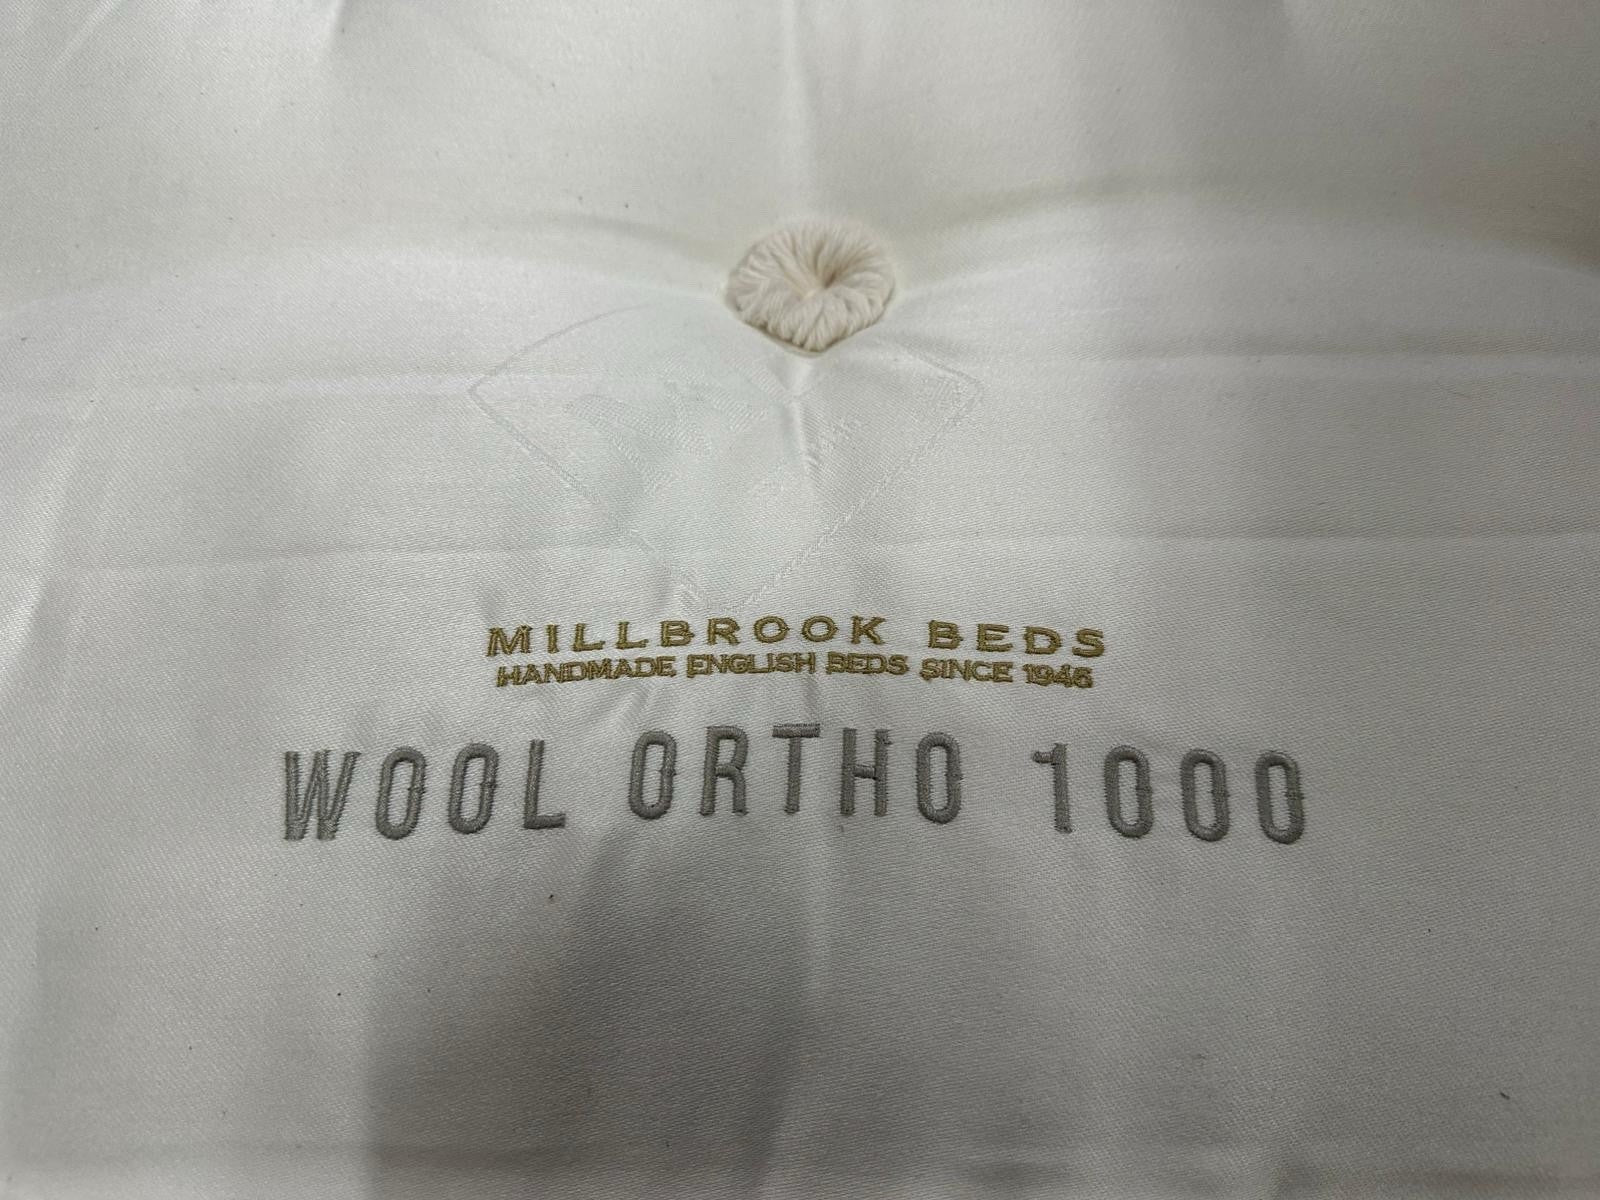 MILLBROOK BEDS
HANDMADE ENGLISH BEDS SINCE 1946
WOOL ORTHO 1000